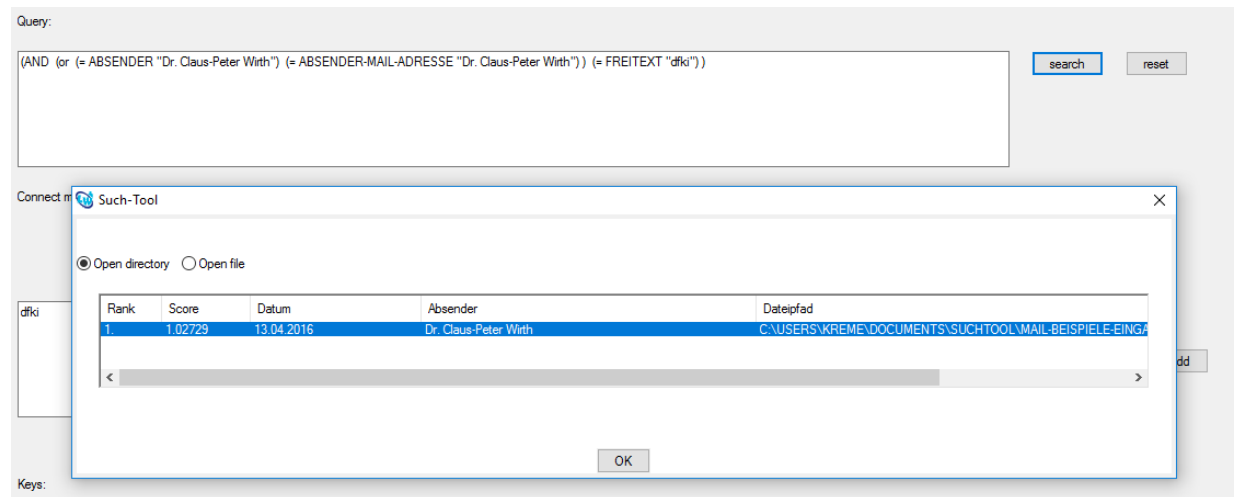 Query:
(AND (or (= ABSENDER "Dr. Claus-Peter Wirth") (= ABSENDER-MAIL-ADRESSE "Dr. Claus-Peter Wirth") ) (= FREITEXT "dfki") )
search reset
Connect m
Such-Tool
Open directory Open file
dfki
Rank Score Datum Absender Dateipfad
1. 1.02729 13.04.2016 Dr. Claus-Peter Wirth C:\USERS\KREME\DOCUMENTS\SUCHTOOL\MAIL-BEISPIELE-EINGA
dd
OK
Keys: